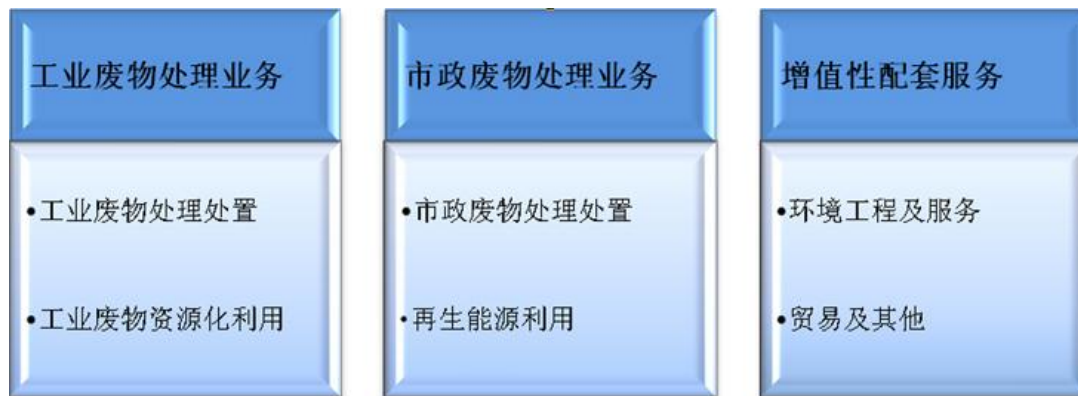 工业废物处理业务
•工业废物处理处置
•工业废物资源化利用
市政废物处理业务
•市政废物处理处置
•再生能源利用
增值性配套服务
•环境工程及服务
•贸易及其他